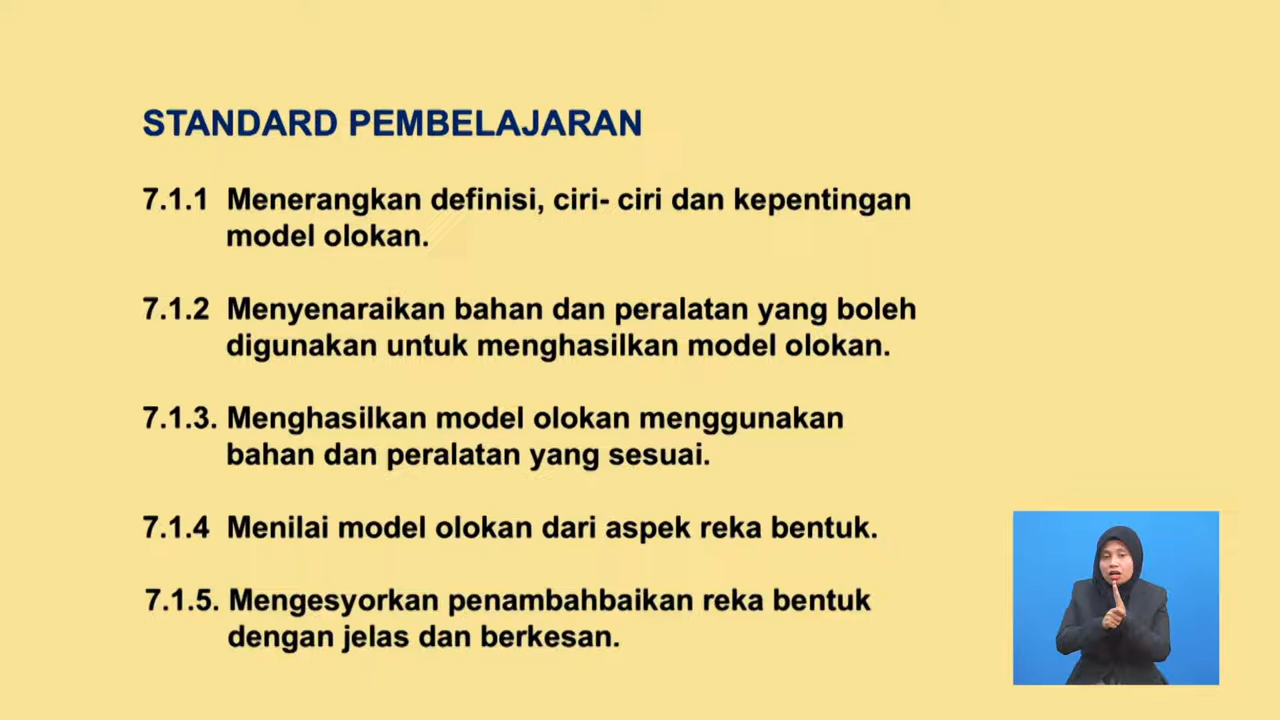 STANDARD PEMBELAJARAN
7.1.1 Menerangkan definisi, ciri- ciri dan kepentingan
model olokan.
7.1.2 Menyenaraikan bahan dan peralatan yang boleh
digunakan untuk menghasilkan model olokan.
7.1.3. Menghasilkan model olokan menggunakan
bahan dan peralatan yang sesuai.
7.1.4 Menilai model olokan dari aspek reka bentuk.
7.1.5. Mengesyorkan penambahbaikan reka bentuk
dengan jelas dan berkesan.